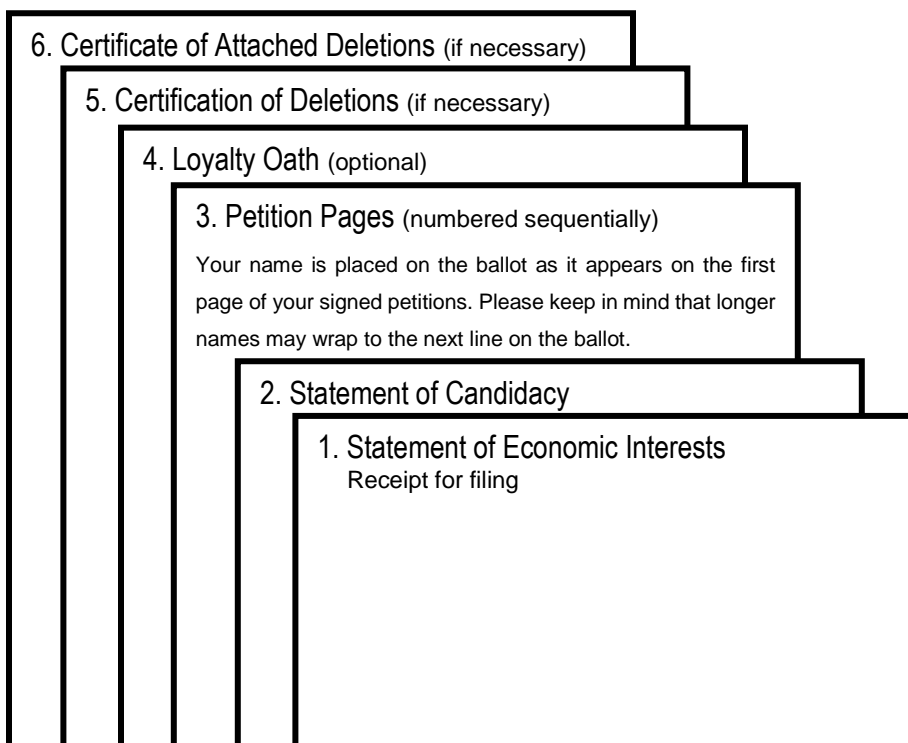 6. Certificate of Attached Deletions (if necessary)
5. Certification of Deletions (if necessary)
4. Loyalty Oath (optional)
3. Petition Pages (numbered sequentially)
Your name is placed on the ballot as it appears on the first
page of your signed petitions. Please keep in mind that longer
names may wrap to the next line on the ballot.
2. Statement of Candidacy
1. Statement of Economic Interests
Receipt for filing